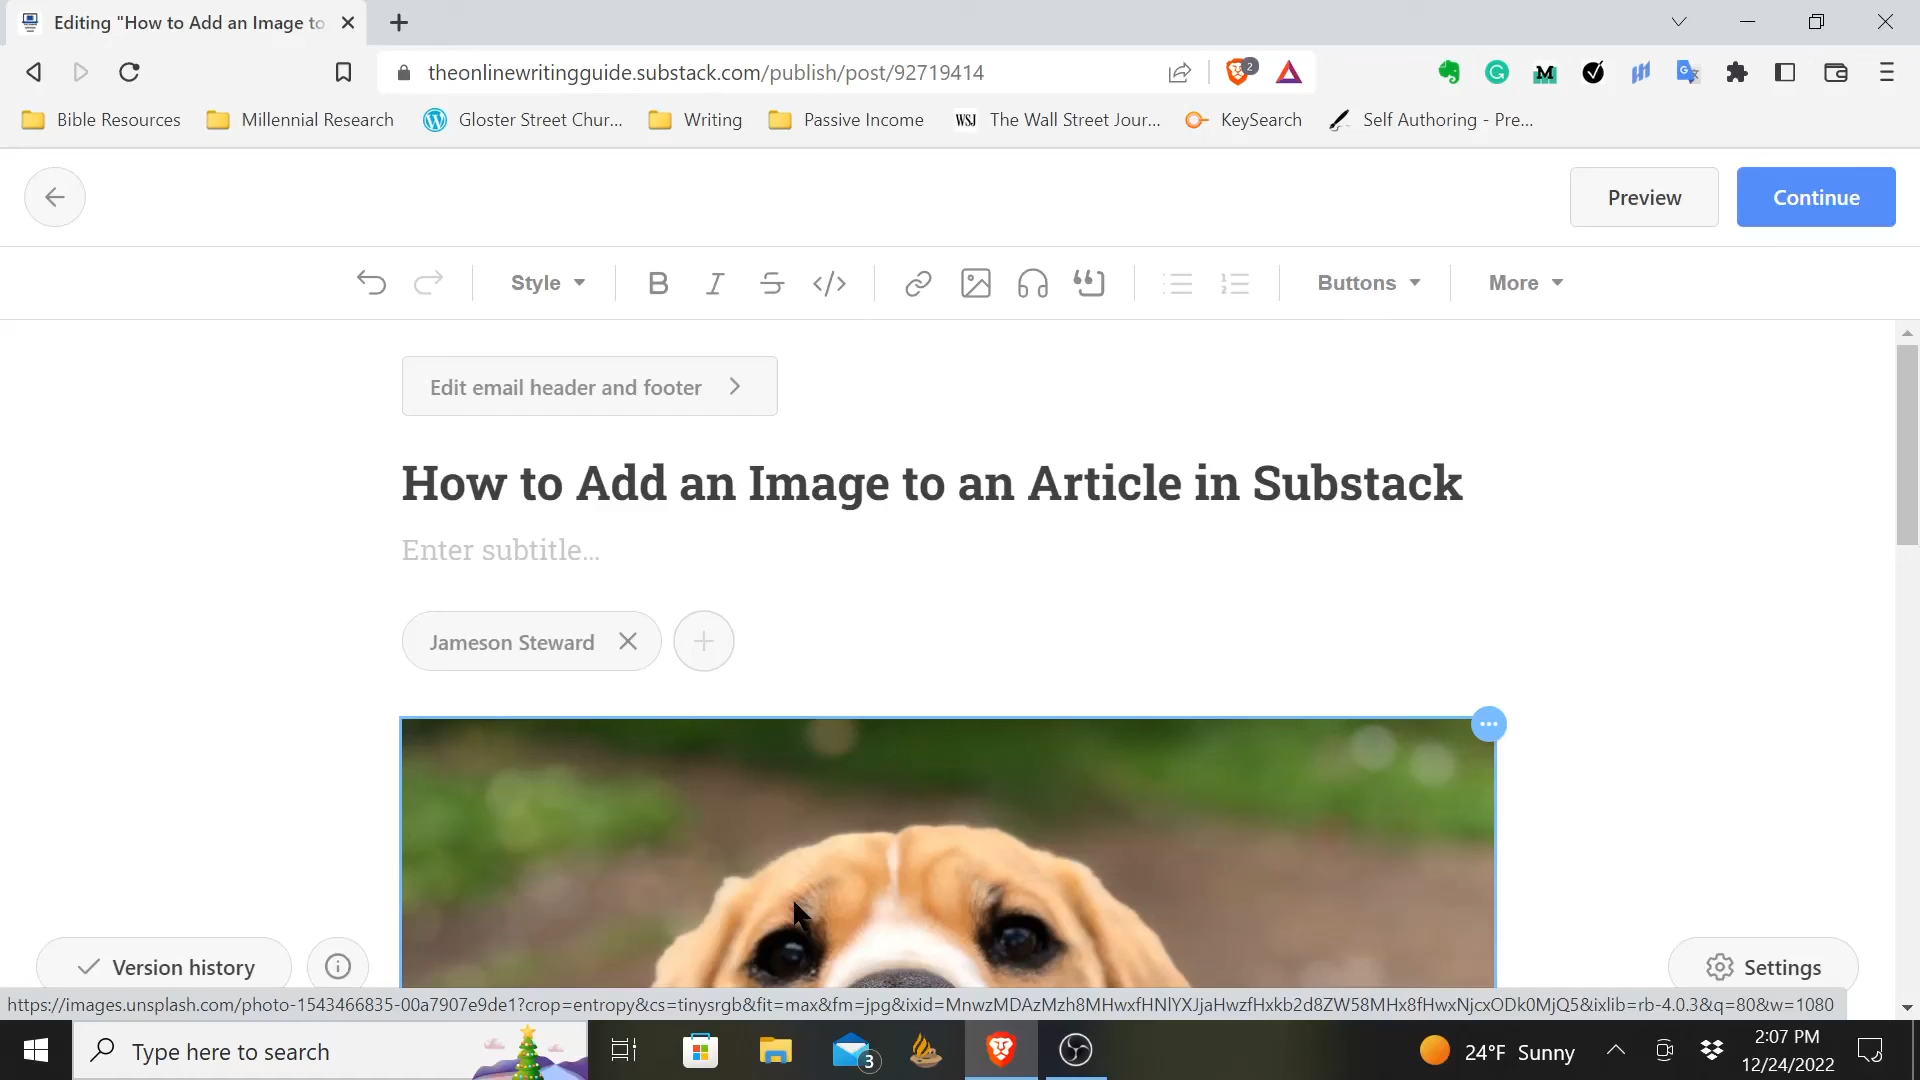 Editing "How to Add an Image to
theonlinewritingguide.substack.com/publish/post/92719414
2
Bible Resources
Millennial Research
Gloster Street Chur...
Writing
Passive Income
WSJ
The Wall Street Jour...
KeySearch
Self Authoring - Pre...
Preview
Continue
Style
B
I
S
Buttons
More
Edit email header and footer
How to Add an Image to an Article in Substack
Enter subtitle...
Jameson Steward
Version history
Settings
https://images.unsplash.com/photo-1543466835-00a7907e9de1?crop=entropy&cs=tinysrgb&fit=max&fm=jpg&ixid=MnwzMDAzMzh8MHwxfHNlYXJjaHwzfHxkb2d8ZW58MHx8fHwxNjcxODk0MjQ5&ixlib=rb-4.0.3&q=80&w=1080
Type here to search
3
24°F Sunny
2:07 PM
12/24/2022